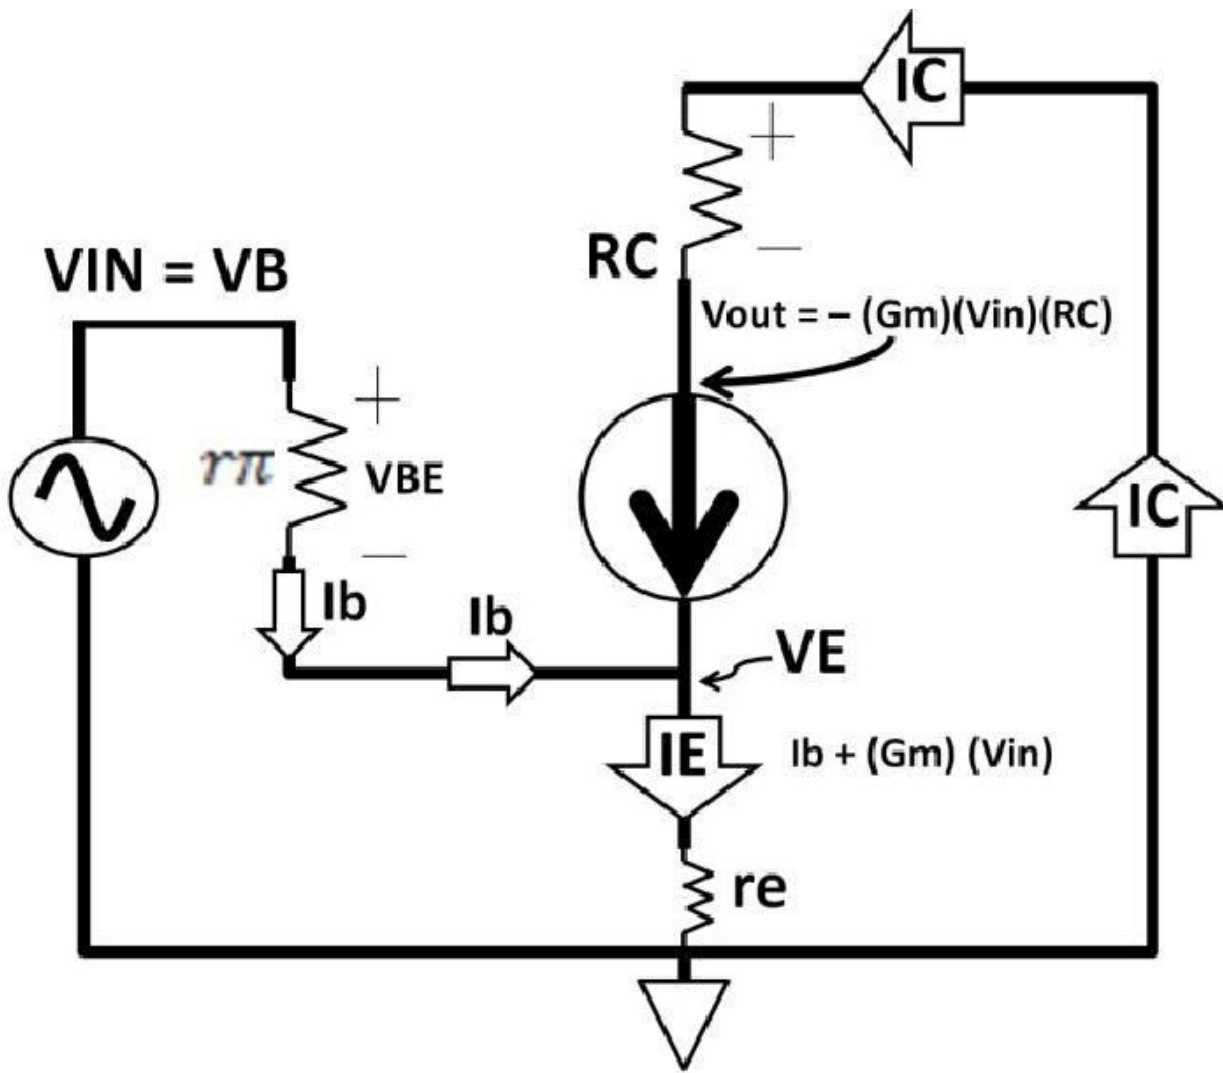 IC
+
–
RC
VIN = VB
Vout = – (Gm)(Vin)(RC)
+
rπ
VBE
–
IC
Ib
Ib
VE
IE
Ib + (Gm) (Vin)
re